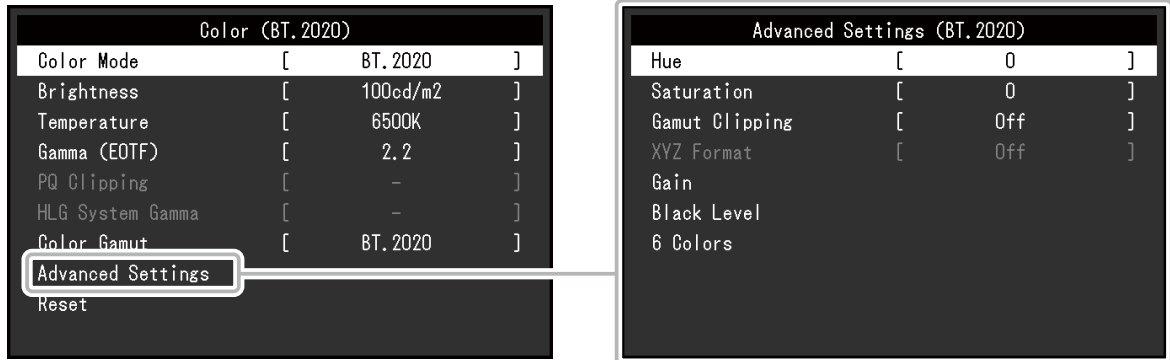 Color (BT.2020)
Color Mode [ BT.2020 ]
Brightness [ 100cd/m2 ]
Temperature [ 6500K ]
Gamma (EOTF) [ 2.2 ]
PQ Clipping [ - ]
HLG System Gamma [ - ]
Color Gamut [ BT.2020 ]
Advanced Settings
Reset
Advanced Settings (BT.2020)
Hue [ 0 ]
Saturation [ 0 ]
Gamut Clipping [ Off ]
XYZ Format [ Off ]
Gain
Black Level
6 Colors